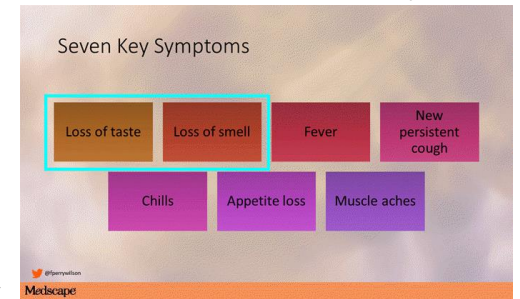 Seven Key Symptoms
Loss of taste
Loss of smell
Fever
New
persistent
cough
Chills
Appetite loss
Muscle aches
@fperrywilson
Medscape